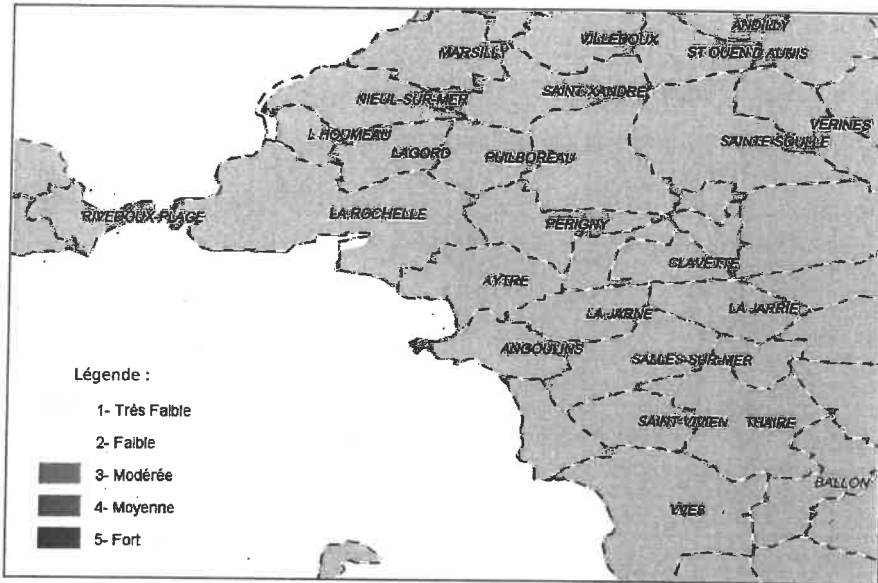 ANDILLY
VILLEDOUX
MARSILLY
ST OUEN D AUNIS
NIEUL-SUR-MER
SAINT-XANDRE
VERINES
L HOUMEAU
SAINTE-SOULLE
LAGORD
PUILBOREAU
RIVEDOUX-PLAGE
LA ROCHELLE
PERIGNY
CLAVETTE
AYTRE
LA JARNE
LA JARRIE
ANGOULINS
SALLES-SUR-MER
Légende :
1- Très Faible
SAINT-VIVIEN
THAIRE
2- Faible
3- Modérée
BALLON
4- Moyenne
YVES
5- Fort